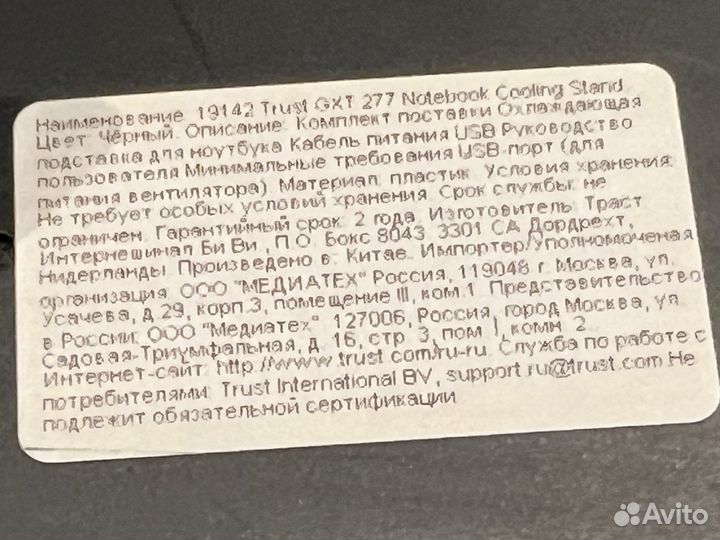 Наименование: 19142 Trust GXT 277 Notebook Cooling Stand
Цвет: Чёрный. Описание: Комплект поставки Охлаждающая
подставка для ноутбука Кабель питания USB Руководство
пользователя Минимальные требования USB-порт (для
питания вентилятора). Материал: пластик. Условия хранения:
Не требует особых условий хранения. Срок службы: не
ограничен. Гарантийный срок: 2 года. Изготовитель: Траст
Интернешинал Би Ви., П.О. Бокс 8043, 3301 СА Дордрехт,
Нидерланды. Произведено в: Китае. Импортер/Уполномоченая
организация: ООО "МЕДИАТЕХ" Россия, 119048, г. Москва, ул.
Усачева, д.29, корп.3, помещение III, ком.1. Представительство
в России: ООО "Медиатех" 127006, Россия, город Москва, ул.
Садовая-Триумфальная, д. 16, стр. 3, пом I, комн. 2.
Интернет-сайт: http://www.trust.com/ru-ru. Служба по работе с
потребителями: Trust International BV, support.ru@trust.com Не
подлежит обязательной сертификации
Avito